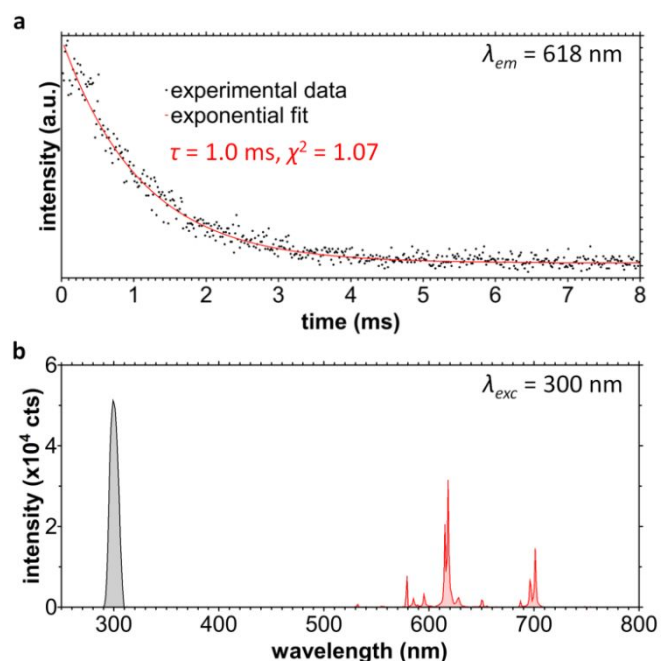 a
λem = 618 nm
experimental data
exponential fit
τ = 1.0 ms, χ² = 1.07
intensity (a.u.)
0 1 2 3 4 5 6 7 8
time (ms)
b
λexc = 300 nm
6
4
2
0
intensity (x10⁴ cts)
300 400 500 600 700 800
wavelength (nm)